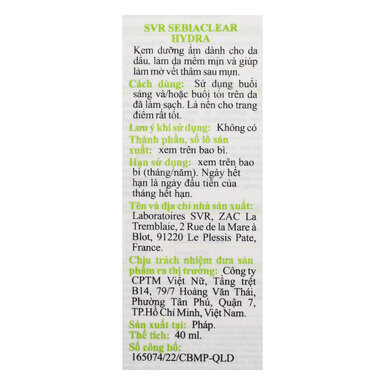 SVR SEBIACLEAR
HYDRA
Kem dưỡng ẩm dành cho da
dầu, làm da mềm mịn và giúp
làm mờ vết thâm sụn mụn.
Cách dùng: Sử dụng buổi
sáng và/hoặc buổi tối trên da
đã làm sạch. Là nền cho trang
điểm rất tốt.
Lưu ý khi sử dụng: Không có
Thành phần, số lô sản
xuất: xem trên bao bì.
Hạn sử dụng: xem trên bao
bì (tháng/năm). Ngày hết
hạn là ngày đầu tiên của
tháng hết hạn.
Tên và địa chỉ nhà sản xuất:
Laboratoires SVR, ZAC La
Tremblaie, 2 Rue de la Mare à
Blot, 91220 Le Plessis Pate,
France.
Chịu trách nhiệm đưa sản
phẩm ra thị trường: Công ty
CPTM Việt Nữ, Tầng trệt
B14, 79/7 Hoàng Văn Thái,
Phường Tân Phú, Quận 7,
TP.Hồ Chí Minh, Việt Nam.
Sản xuất tại: Pháp.
Thể tích: 40 ml.
Số công bố:
165074/22/CBMP-QLD